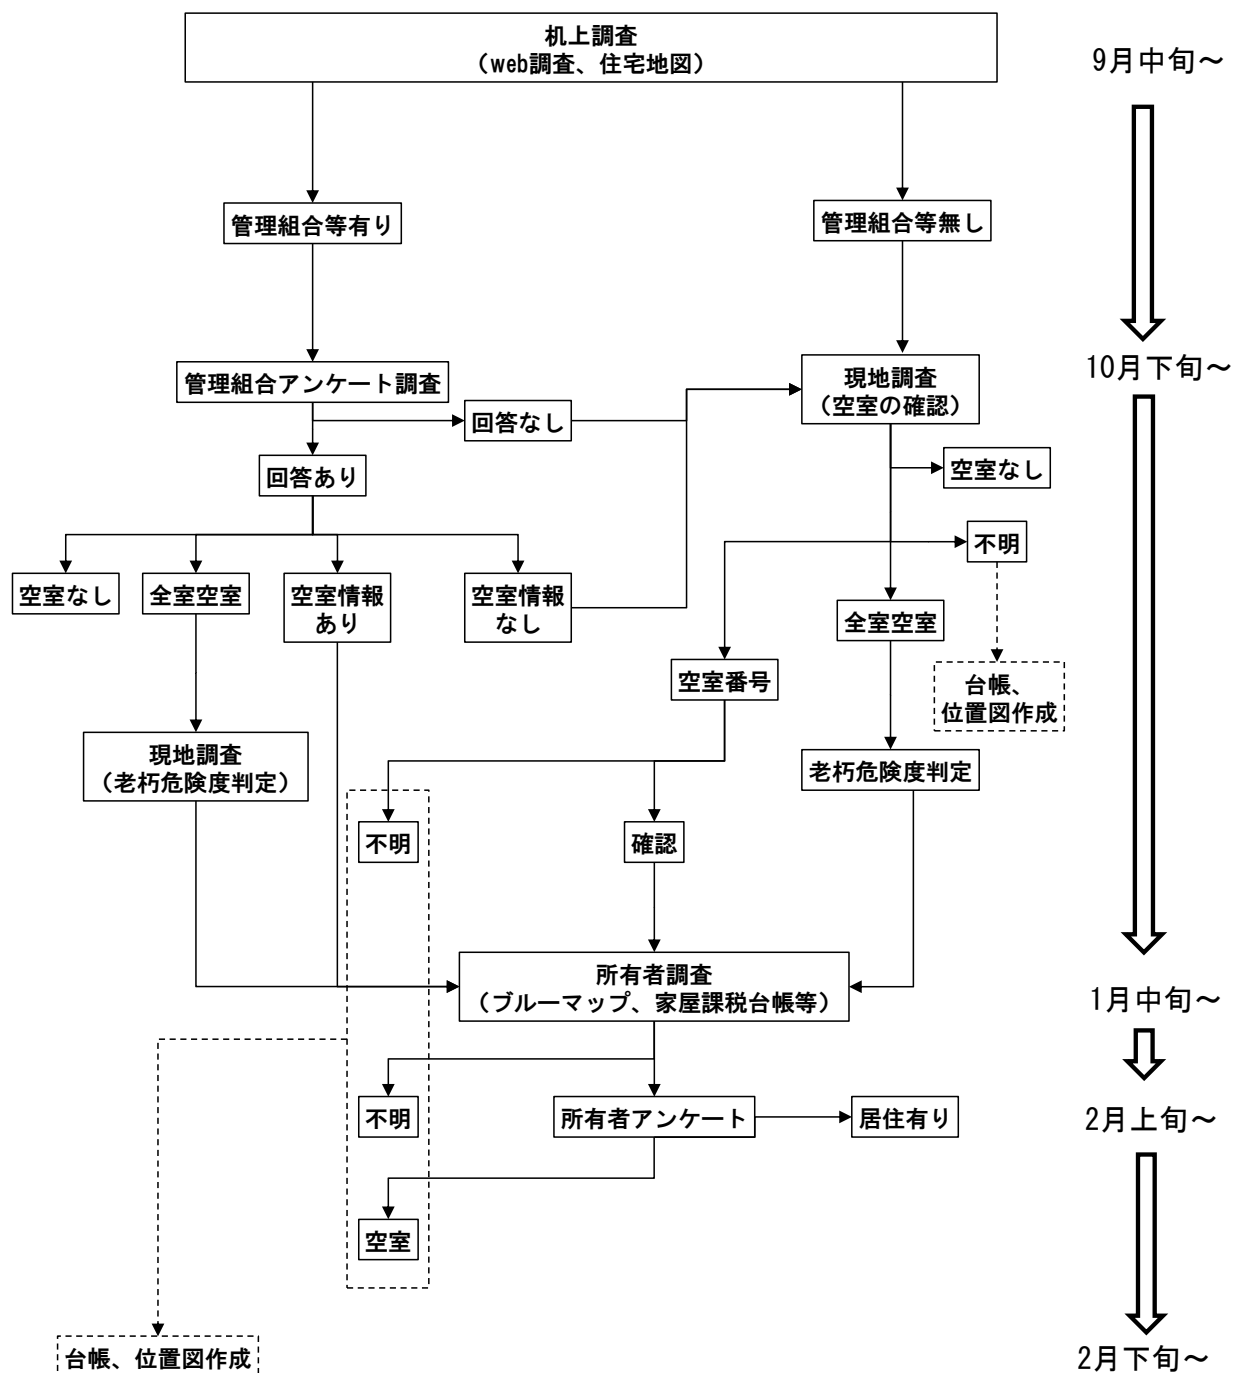 机上調査
（web調査、住宅地図）
9月中旬～
管理組合等有り
管理組合等無し
管理組合アンケート調査
現地調査
（空室の確認）
10月下旬～
回答なし
回答あり
空室なし
不明
空室なし
全室空室
空室情報
あり
空室情報
なし
全室空室
空室番号
台帳、
位置図作成
現地調査
（老朽危険度判定）
老朽危険度判定
不明
確認
所有者調査
（ブルーマップ、家屋課税台帳等）
1月中旬～
不明
所有者アンケート
居住有り
2月上旬～
空室
台帳、位置図作成
2月下旬～